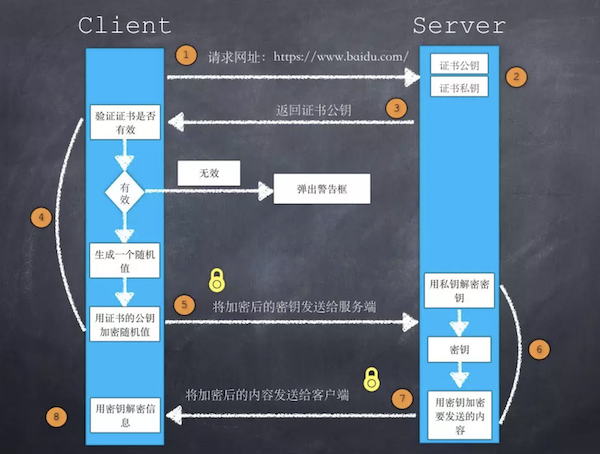 Client
Server
1
请求网址: https://www.baidu.com/
证书公钥
证书私钥
2
返回证书公钥
3
验证证书是否
有效
有
效
无效
弹出警告框
4
生成一个随机
值
用证书的公钥
加密随机值
5
将加密后的密钥发送给服务端
用私钥解密密
钥
密钥
6
用密钥加密
要发送的内
容
将加密后的内容发送给客户端
7
8
用密钥解密信
息